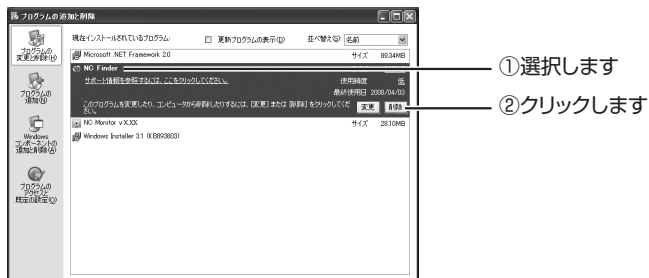 プログラムの追加と削除
現在インストールされているプログラム:
更新プログラムの表示(D)
並べ替え(S):
名前
プログラムの
変更と削除(H)
プログラムの
追加(N)
Windows
コンポーネントの
追加と削除(A)
プログラムの
アクセスと
既定の設定(O)
Microsoft .NET Framework 2.0
サイズ 89.34MB
NC Finder
サポート情報を参照するには、ここをクリックしてください。
使用頻度 低
最終使用日 2008/04/03
このプログラムを変更したり、コンピュータから削除したりするには、[変更] または [削除] をクリックしてくだ
さい。
変更
削除
NC Monitor v.X.XX
サイズ 28.10MB
Windows Installer 3.1 (KB893803)
①選択します
②クリックします